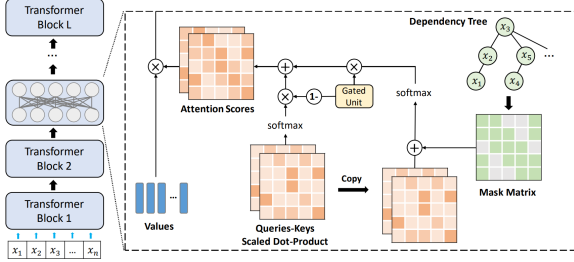 Transformer
Block L
...
Transformer
Block 2
Transformer
Block 1
x₁ x₂ x₃ ... xₙ
Attention Scores
Values
...
softmax
1-
Gated
Unit
Queries-Keys
Scaled Dot-Product
Copy
softmax
Dependency Tree
x₃
x₂ x₅ ...
x₁ x₄
Mask Matrix